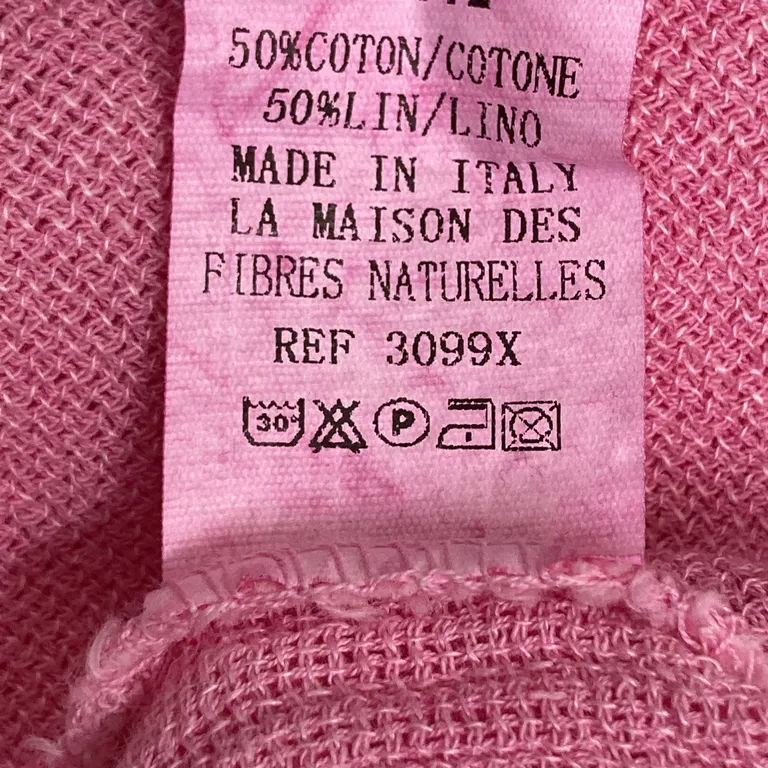 50%COTON/COTONE
50%LIN/LINO
MADE IN ITALY
LA MAISON DES
FIBRES NATURELLES
REF 3099X
30°
P